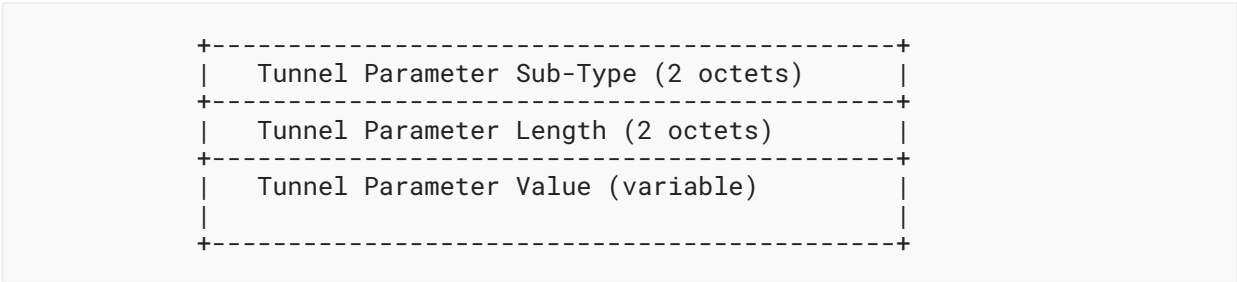 +---------------------------------------------+
|   Tunnel Parameter Sub-Type (2 octets)      |
+---------------------------------------------+
|   Tunnel Parameter Length (2 octets)        |
+---------------------------------------------+
|   Tunnel Parameter Value (variable)         |
|                                             |
+---------------------------------------------+